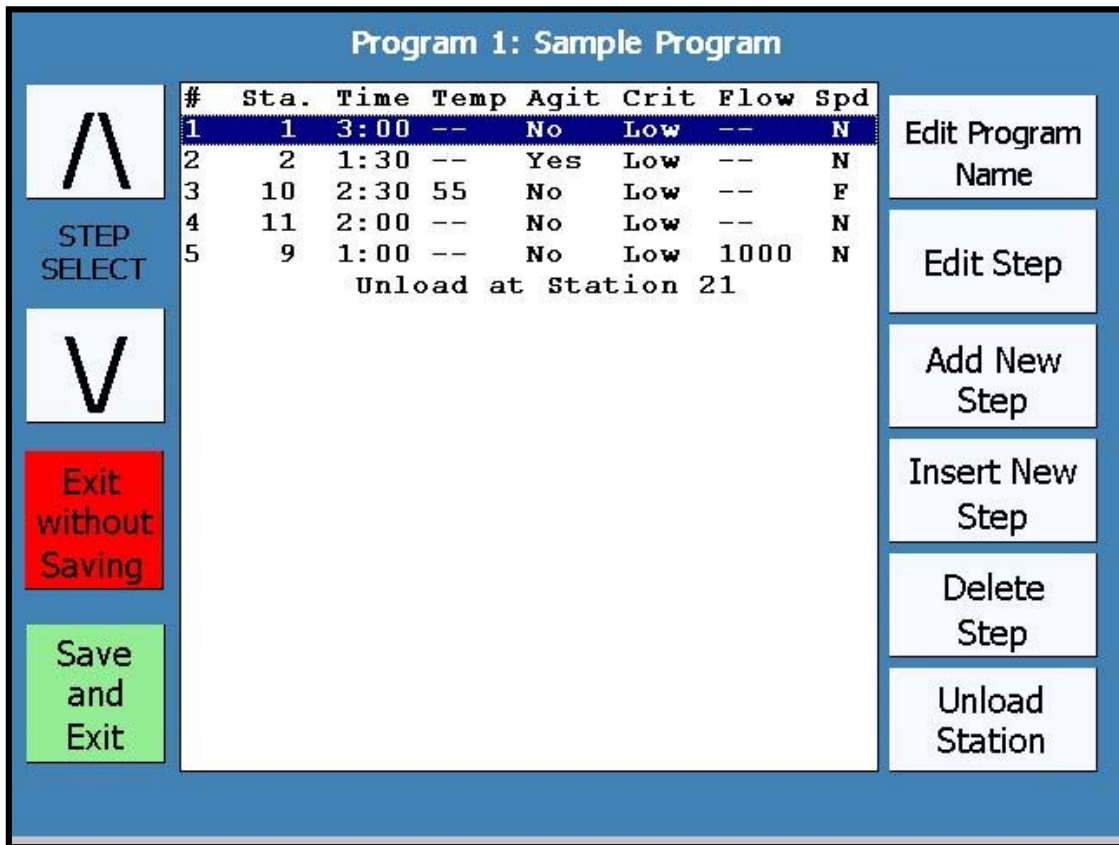 Program 1: Sample Program
/\
STEP
SELECT
\/
Exit
without
Saving
Save
and
Exit
# Sta. Time Temp Agit Crit Flow Spd
1 1 3:00 -- No Low -- N
2 2 1:30 -- Yes Low -- N
3 10 2:30 55 No Low -- F
4 11 2:00 -- No Low -- N
5 9 1:00 -- No Low 1000 N
Unload at Station 21
Edit Program
Name
Edit Step
Add New
Step
Insert New
Step
Delete
Step
Unload
Station